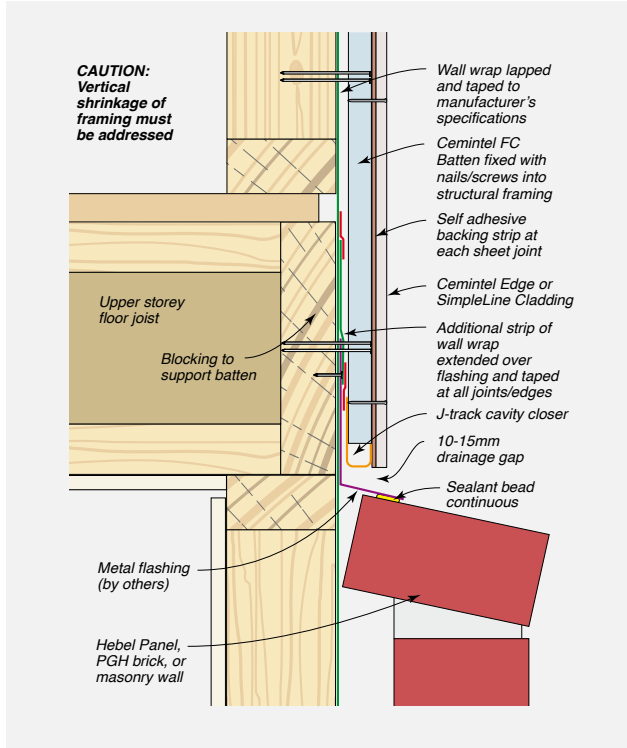 CAUTION:
Vertical
shrinkage of
framing must
be addressed
Wall wrap lapped
and taped to
manufacturer's
specifications
Cemintel FC
Batten fixed with
nails/screws into
structural framing
Self adhesive
backing strip at
each sheet joint
Cemintel Edge or
SimpleLine Cladding
Upper storey
floor joist
Additional strip of
wall wrap
extended over
flashing and taped
at all joints/edges
Blocking to
support batten
J-track cavity closer
10-15mm
drainage gap
Sealant bead
continuous
Metal flashing
(by others)
Hebel Panel,
PGH brick, or
masonry wall